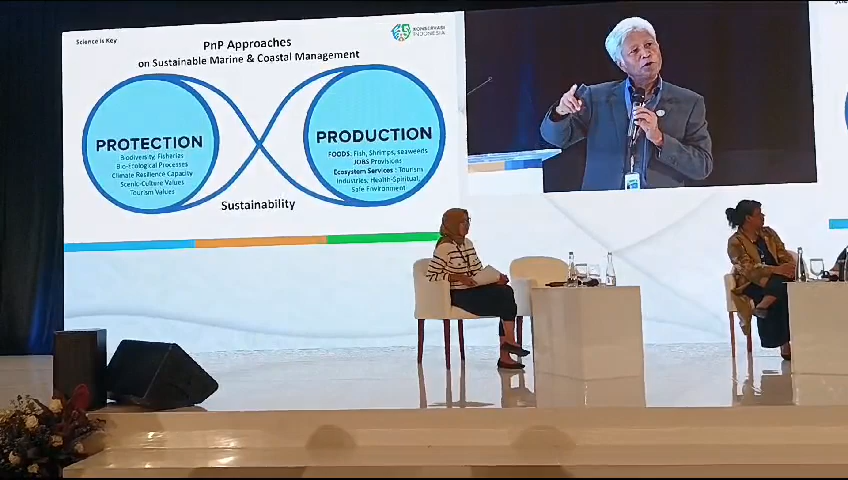 Science is Key
PnP Approaches
on Sustainable Marine & Coastal Management
KONSERVASI
INDONESIA
PROTECTION
Biodiversity, Fisheries
Bio-Ecological Processes
Climate Resilience Capacity
Scenic-Culture Values
Tourism Values
PRODUCTION
FOODS: Fish, Shrimps, seaweeds
JOBS Provisions
Ecosystem Services : Tourisms
Industries, Health-Spiritual,
Safe Environment
Sustainability